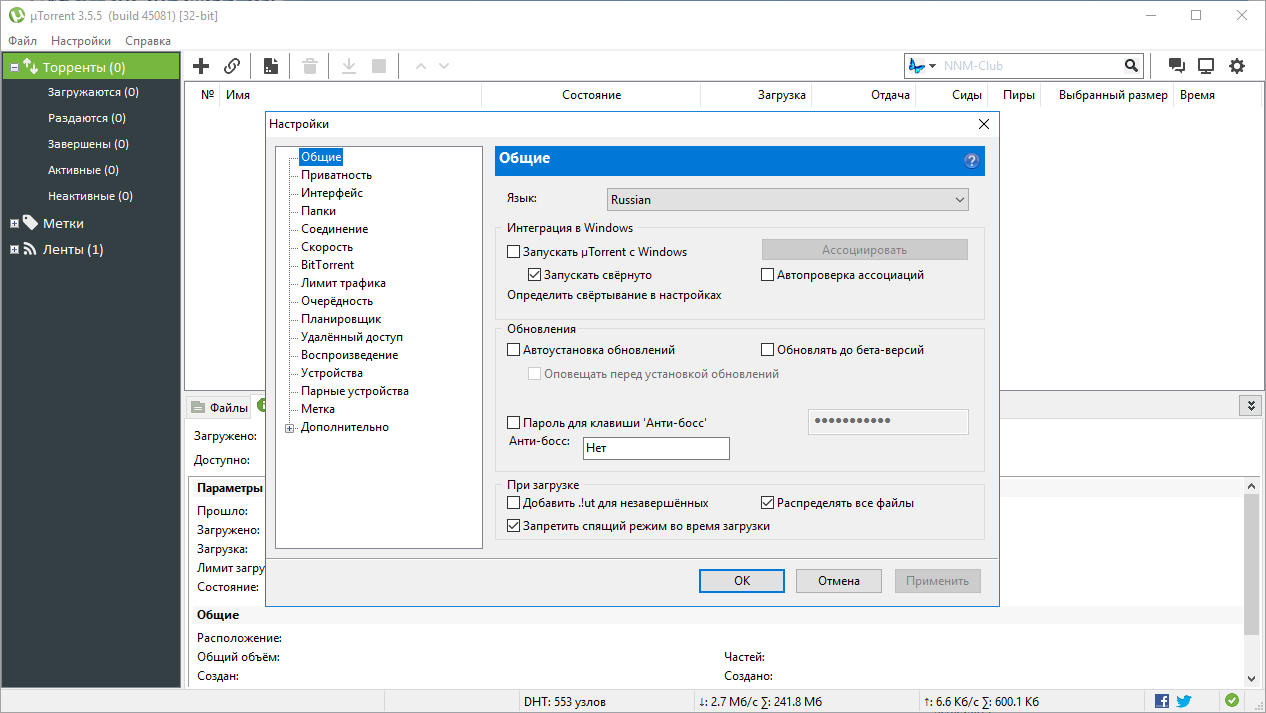 µTorrent 3.5.5 (build 45081) [32-bit]
Файл Настройки Справка
Торренты (0)
Загружаются (0)
Раздаются (0)
Завершены (0)
Активные (0)
Неактивные (0)
Метки
Ленты (1)
NNM-Club
№ Имя Состояние Загрузка Отдача Сиды Пиры Выбранный размер Время
Настройки
Общие
Приватность
Интерфейс
Папки
Соединение
Скорость
BitTorrent
Лимит трафика
Очерёдность
Планировщик
Удалённый доступ
Воспроизведение
Устройства
Парные устройства
Метка
Дополнительно
Общие
Язык: Russian
Интеграция в Windows
Запускать µTorrent с Windows Ассоциировать
Запускать свёрнуто Автопроверка ассоциаций
Определить свёртывание в настройках
Обновления
Автоустановка обновлений Обновлять до бета-версий
Оповещать перед установкой обновлений
Пароль для клавиши 'Анти-босс' •••••••••••
Анти-босс: Нет
При загрузке
Добавить .!ut для незавершённых Распределять все файлы
Запретить спящий режим во время загрузки
OK Отмена Применить
Файлы
Загружено:
Доступно:
Параметры
Прошло:
Загружено:
Загрузка:
Лимит загру
Состояние:
Общие
Расположение:
Общий объём: Частей:
Создан: Создано:
DHT: 553 узлов ↓: 2.7 Мб/с ∑: 241.8 Мб ↑: 6.6 Кб/с ∑: 600.1 Кб